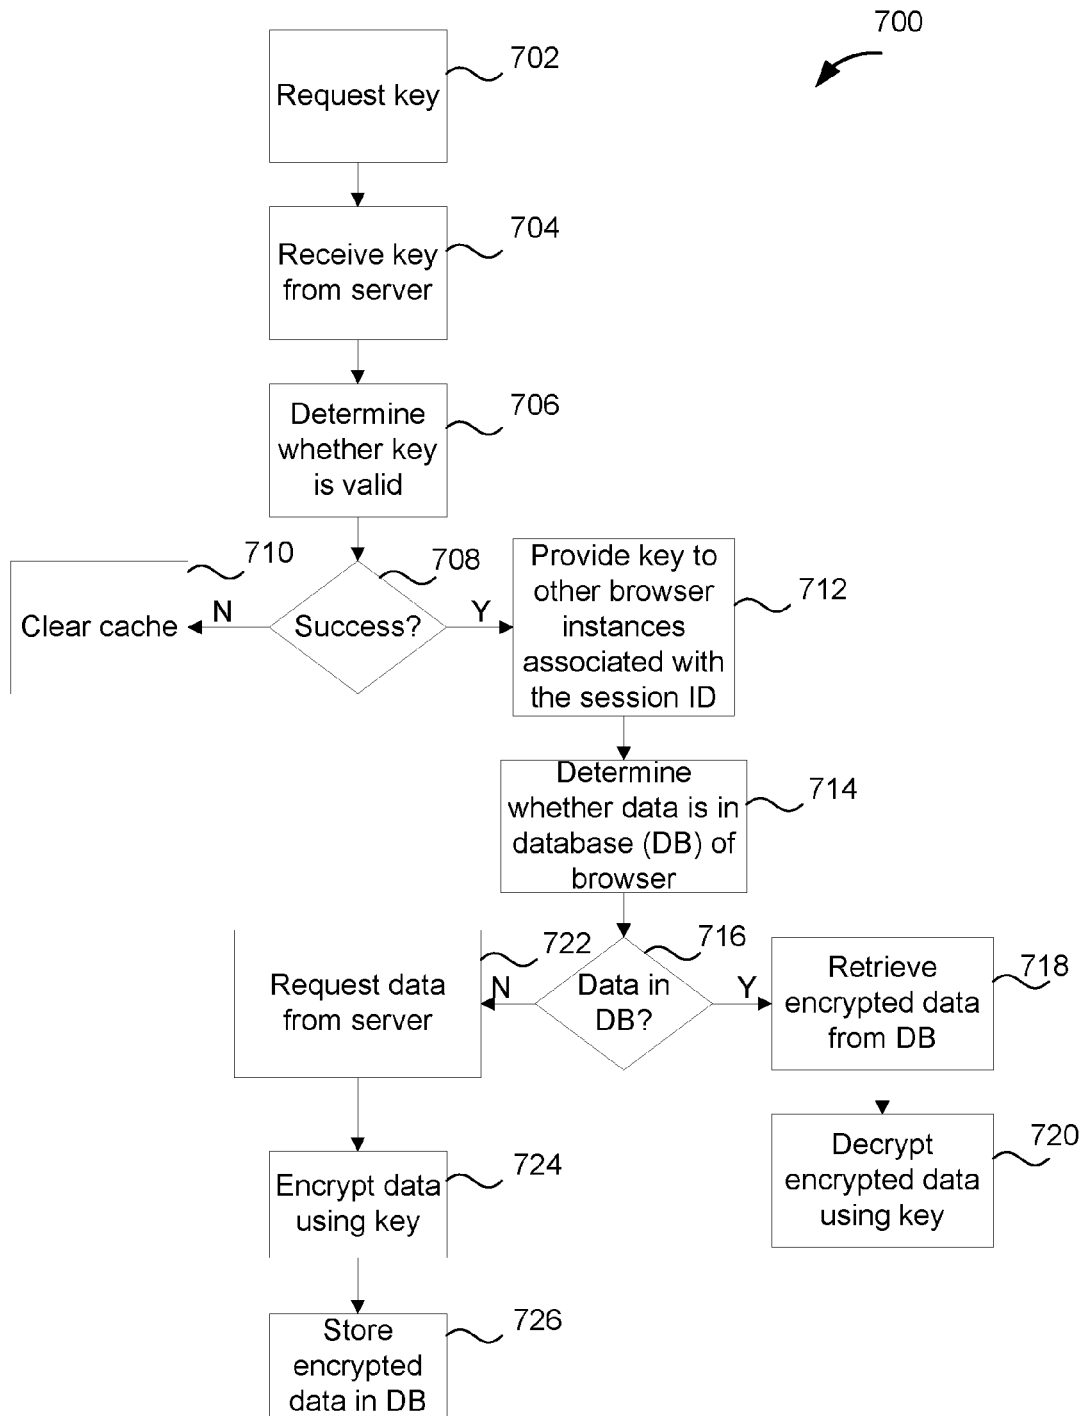 700
702
Request key
704
Receive key
from server
706
Determine
whether key
is valid
710
708
Clear cache
N
Success?
Y
Provide key to
other browser
instances
associated with
the session ID
712
Determine
whether data is in
database (DB) of
browser
714
722
716
Request data
from server
N
Data in
DB?
Y
Retrieve
encrypted data
from DB
718
Decrypt
encrypted data
using key
720
724
Encrypt data
using key
726
Store
encrypted
data in DB